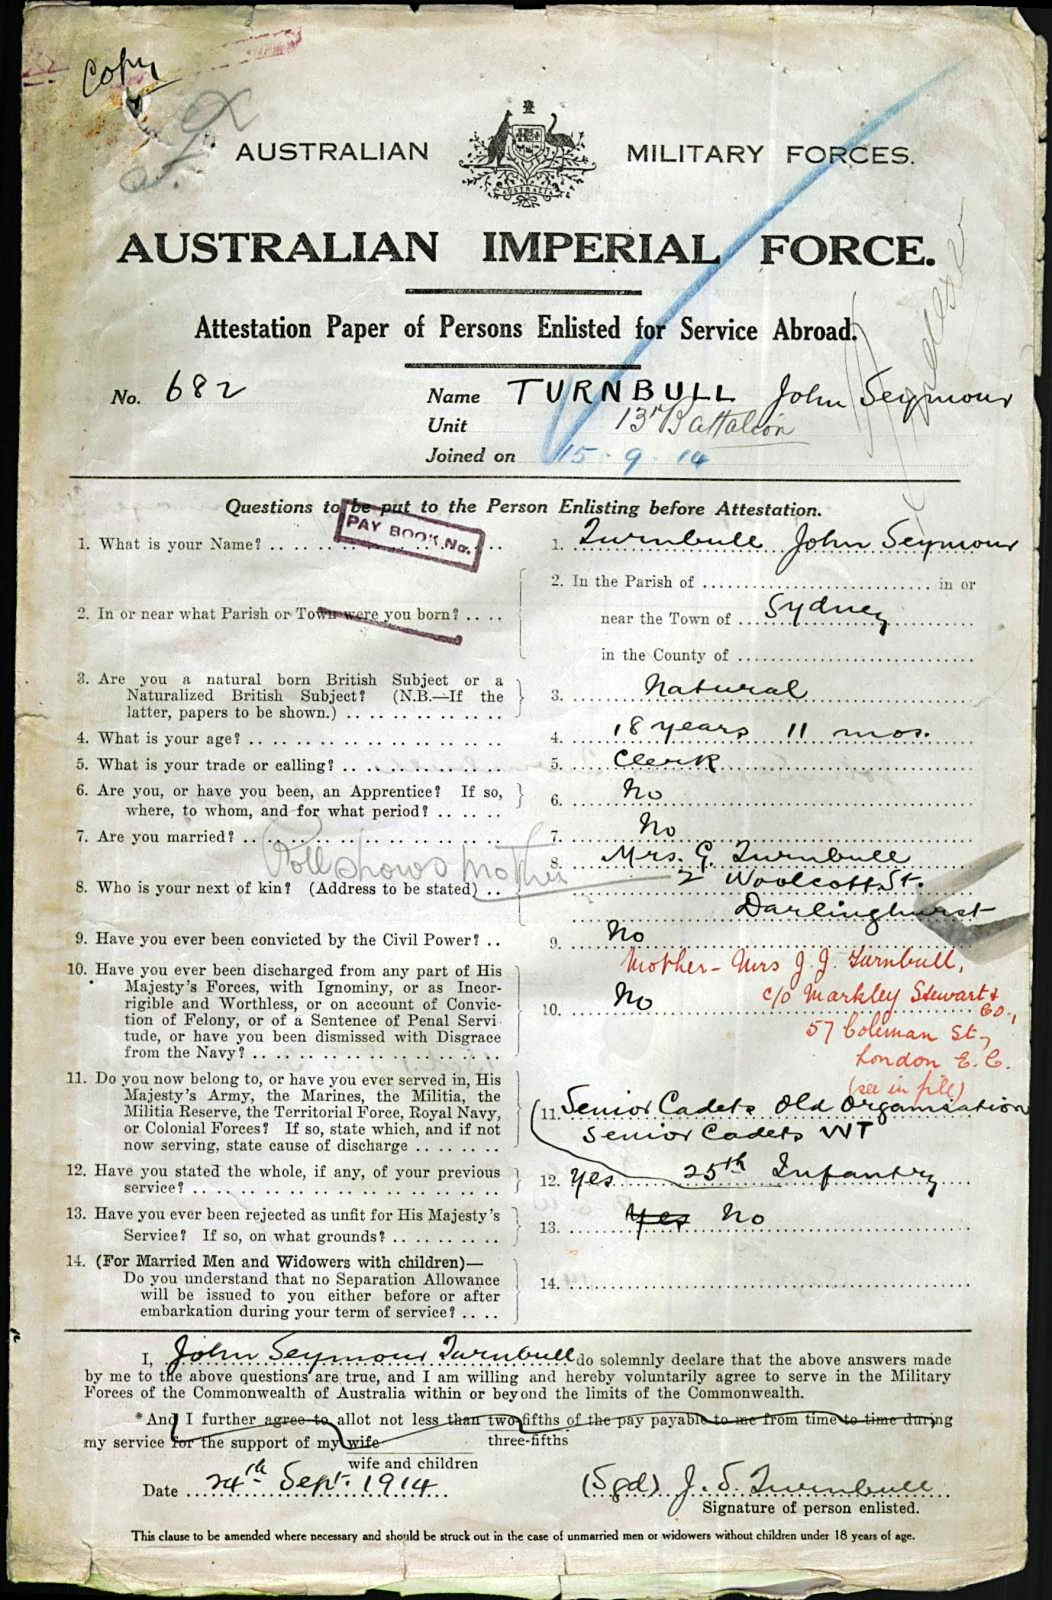 Copy
AUSTRALIAN MILITARY FORCES.
AUSTRALIA
AUSTRALIAN IMPERIAL FORCE.
Attestation Paper of Persons Enlisted for Service Abroad.
No. 682 Name TURNBULL John Seymour
Unit 13th Battalion
Joined on 15.9.14
Questions to be put to the Person Enlisting before Attestation.
PAY BOOK No.
1. What is your Name? 1. Turnbull John Seymour
2. In or near what Parish or Town were you born? 2. In the Parish of in or
near the Town of Sydney
in the County of
3. Are you a natural born British Subject or a
Naturalized British Subject? (N.B.—If the
latter, papers to be shown.) 3. Natural
4. What is your age? 4. 18 years 11 mos.
5. What is your trade or calling? 5. Clerk
6. Are you, or have you been, an Apprentice? If so,
where, to whom, and for what period? 6. No
7. Are you married? 7. No
Roll shows mother
8. Who is your next of kin? (Address to be stated) 8. Mrs. G. Turnbull
2 Woolcott St.
Darlinghurst
9. Have you ever been convicted by the Civil Power? 9. No
Mother - Mrs J. J. Turnbull,
c/o Markley Stewart & Co.,
57 Coleman St.,
London E.C.
(see in file)
10. Have you ever been discharged from any part of His
Majesty's Forces, with Ignominy, or as Incor-
rigible and Worthless, or on account of Convic-
tion of Felony, or of a Sentence of Penal Servi
tude, or have you been dismissed with Disgrace
from the Navy? 10. No
11. Do you now belong to, or have you ever served in, His
Majesty's Army, the Marines, the Militia, the
Militia Reserve, the Territorial Force, Royal Navy,
or Colonial Forces? If so, state which, and if not
now serving, state cause of discharge 11. Senior Cadets Old Organisation
Senior Cadets WT
25th Infantry
12. Have you stated the whole, if any, of your previous
service? 12. Yes
13. Have you ever been rejected as unfit for His Majesty's
Service? If so, on what grounds? 13. Yes No
14. (For Married Men and Widowers with children)—
Do you understand that no Separation Allowance
will be issued to you either before or after
embarkation during your term of service? 14.
I, John Seymour Turnbull do solemnly declare that the above answers made
by me to the above questions are true, and I am willing and hereby voluntarily agree to serve in the Military
Forces of the Commonwealth of Australia within or beyond the limits of the Commonwealth.
*And I further agree to allot not less than two-fifths of the pay payable to me from time to time during
my service for the support of my wife three-fifths
wife and children
Date 24th Sept. 1914 (Sgd) J. S. Turnbull
Signature of person enlisted.
This clause to be amended where necessary and should be struck out in the case of unmarried men or widowers without children under 18 years of age.